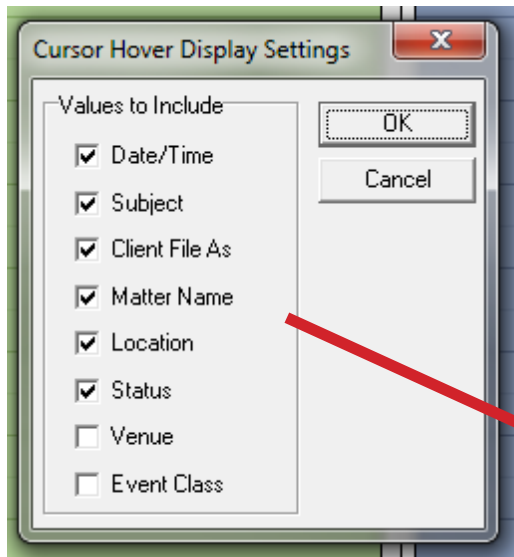 Cursor Hover Display Settings
Values to Include
OK
Date/Time
Cancel
Subject
Client File As
Matter Name
Location
Status
Venue
Event Class